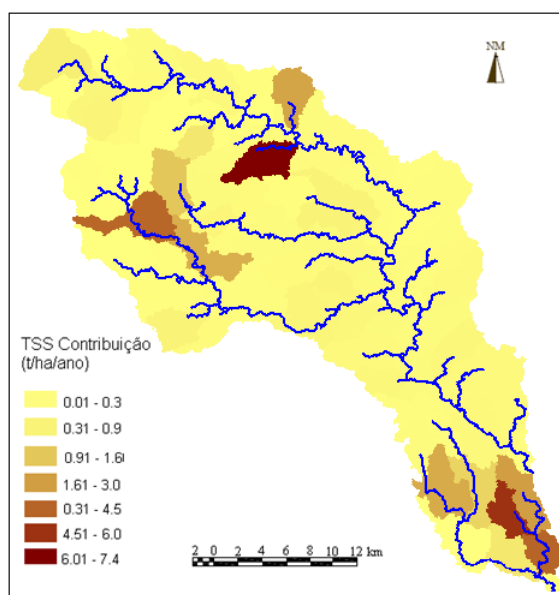 NM
TSS Contribuição
(t/ha/ano)
0.01 - 0.3
0.31 - 0.9
0.91 - 1.6
1.61 - 3.0
0.31 - 4.5
4.51 - 6.0
6.01 - 7.4
2 0 2 4 6 8 10 12 km